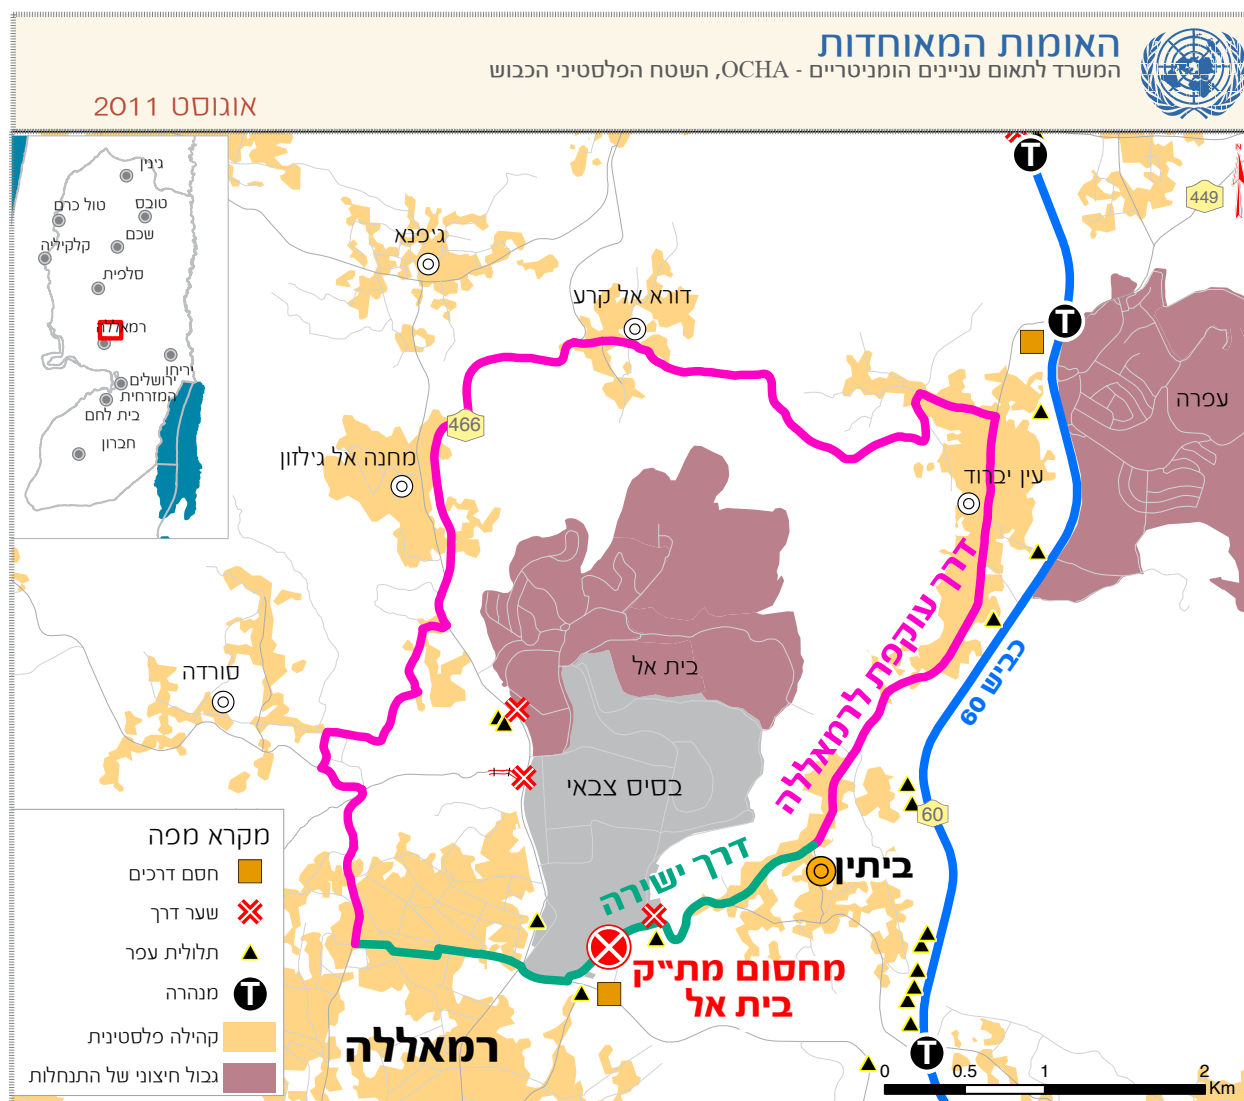 האומות המאוחדות
המשרד לתאום עניינים הומניטריים - OCHA, השטח הפלסטיני הכבוש
אוגוסט 2011
ג'נין
טובס
טול כרם
שכם
קלקיליה
סלפית
רמאללה
יריחו
ירושלים
המזרחית
בית לחם
חברון
N
449
ג'יפנא
דורא אל קרע
עפרה
466
מחנה אל ג'ילזון
עין יברוד
דרך עוקפת לרמאללה
כביש 60
סורדה
בית אל
בסיס צבאי
60
דרך ישירה
ביתין
מחסום מת״ק
בית אל
רמאללה
מקרא מפה
חסם דרכים
שער דרך
תלולית עפר
T מנהרה
קהילה פלסטינית
גבול חיצוני של התנחלות
T
T
T
0 0.5 1 2
Km